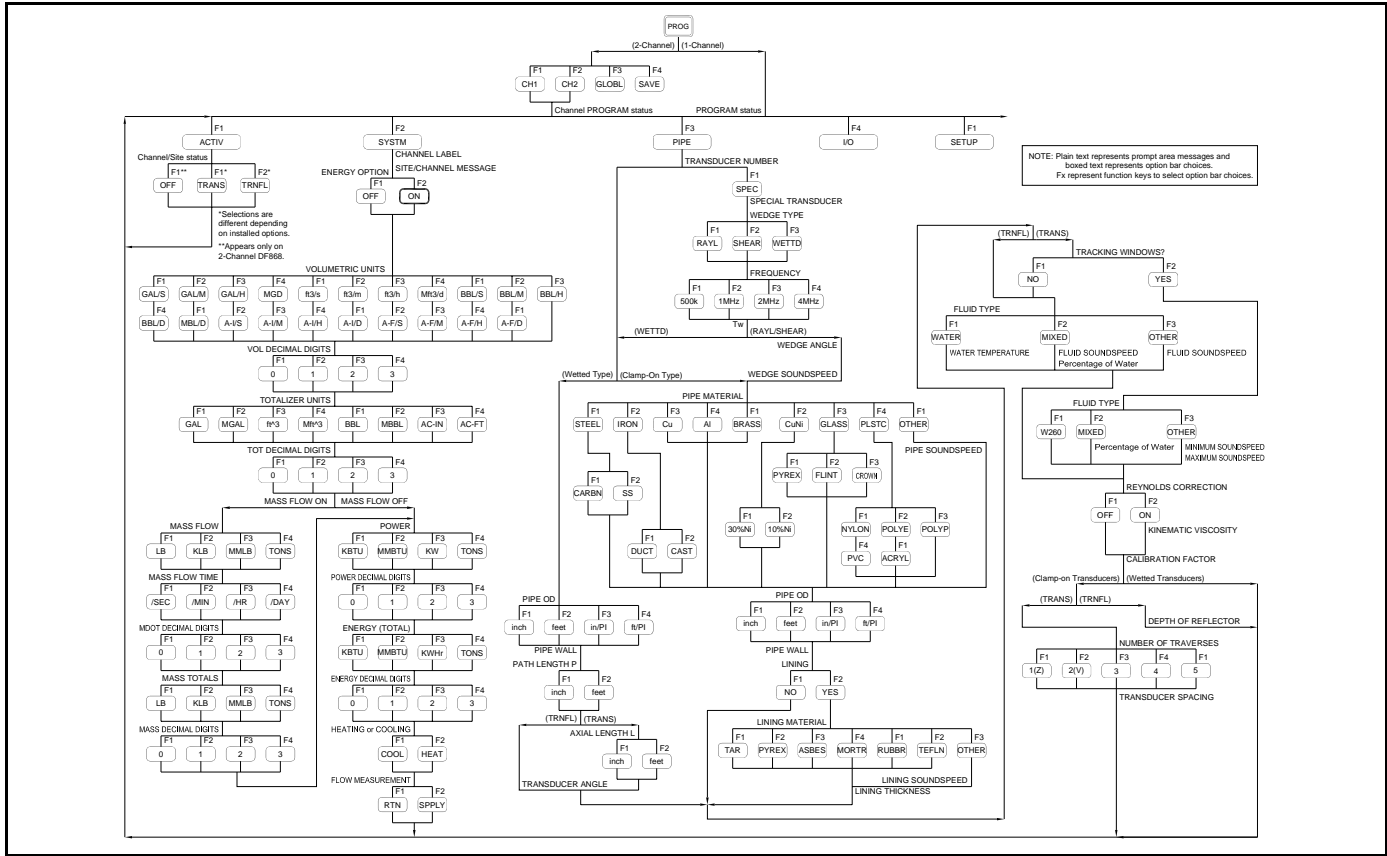 PROG
(2-Channel) (1-Channel)
F1 F2 F3 F4
CH1 CH2 GLOBL SAVE
Channel PROGRAM status PROGRAM status
F1 F2 F3 F4 F1
ACTIV SYSTM PIPE I/O SETUP
Channel/Site status
F1** F1* F2*
OFF TRANS TRNFL
*Selections are
different depending
on installed options.
**Appears only on
2-Channel DF868.
CHANNEL LABEL
SITE/CHANNEL MESSAGE
ENERGY OPTION
F1 F2
OFF ON
VOLUMETRIC UNITS
F1 F2 F3 F4 F1 F2 F3 F4 F1 F2 F3
GAL/S GAL/M GAL/H MGD ft3/s ft3/m ft3/h Mft3/d BBL/S BBL/M BBL/H
F4 F1 F2 F3 F4 F1 F2 F3 F4 F1
BBL/D MBL/D A-I/S A-I/M A-I/H A-I/D A-F/S A-F/M A-F/H A-F/D
VOL DECIMAL DIGITS
F1 F2 F3 F4
0 1 2 3
TOTALIZER UNITS
F1 F2 F3 F4 F1 F2 F3 F4
GAL MGAL ft^3 Mft^3 BBL MBBL AC-IN AC-FT
TOT DECIMAL DIGITS
F1 F2 F3 F4
0 1 2 3
MASS FLOW ON MASS FLOW OFF
MASS FLOW
F1 F2 F3 F4
LB KLB MMLB TONS
MASS FLOW TIME
F1 F2 F3 F4
/SEC /MIN /HR /DAY
MDOT DECIMAL DIGITS
F1 F2 F3 F4
0 1 2 3
MASS TOTALS
F1 F2 F3 F4
LB KLB MMLB TONS
MASS DECIMAL DIGITS
F1 F2 F3 F4
0 1 2 3
POWER
F1 F2 F3 F4
KBTU MMBTU KW TONS
POWER DECIMAL DIGITS
F1 F2 F3 F4
0 1 2 3
ENERGY (TOTAL)
F1 F2 F3 F4
KBTU MMBTU KWHr TONS
ENERGY DECIMAL DIGITS
F1 F2 F3 F4
0 1 2 3
HEATING or COOLING
F1 F2
COOL HEAT
FLOW MEASUREMENT
F1 F2
RTN SPPLY
TRANSDUCER NUMBER
F1
SPEC
SPECIAL TRANSDUCER
WEDGE TYPE
F1 F2 F3
RAYL SHEAR WETTD
FREQUENCY
F1 F2 F3 F4
500k 1MHz 2MHz 4MHz
Tw
(WETTD) (RAYL/SHEAR)
WEDGE ANGLE
(Wetted Type) (Clamp-On Type) WEDGE SOUNDSPEED
PIPE MATERIAL
F1 F2 F3 F4 F1 F2 F3 F4 F1
STEEL IRON Cu Al BRASS CuNi GLASS PLSTC OTHER
PIPE SOUNDSPEED
F1 F2
CARBN SS
F1 F2
DUCT CAST
F1 F2
30%Ni 10%Ni
F1 F2 F3
PYREX FLINT CROWN
F1 F2 F3
NYLON POLYE POLYP
F4 F1
PVC ACRYL
PIPE OD
F1 F2 F3 F4
inch feet in/PI ft/PI
PIPE WALL
PATH LENGTH P
F1 F2
inch feet
(TRNFL) (TRANS)
AXIAL LENGTH L
F1 F2
inch feet
TRANSDUCER ANGLE
PIPE OD
F1 F2 F3 F4
inch feet in/PI ft/PI
PIPE WALL
LINING
F1 F2
NO YES
LINING MATERIAL
F1 F2 F3 F4 F1 F2 F3
TAR PYREX ASBES MORTR RUBBR TEFLN OTHER
LINING SOUNDSPEED
LINING THICKNESS
NOTE: Plain text represents prompt area messages and
boxed text represents option bar choices.
Fx represent function keys to select option bar choices.
(TRNFL) (TRANS)
TRACKING WINDOWS?
F1 F2
NO YES
FLUID TYPE
F1 F2 F3
WATER MIXED OTHER
WATER TEMPERATURE FLUID SOUNDSPEED FLUID SOUNDSPEED
Percentage of Water
FLUID TYPE
F1 F2 F3
W260 MIXED OTHER
Percentage of Water MINIMUM SOUNDSPEED
MAXIMUM SOUNDSPEED
REYNOLDS CORRECTION
F1 F2
OFF ON
KINEMATIC VISCOSITY
CALIBRATION FACTOR
(Clamp-on Transducers) (Wetted Transducers)
(TRANS) (TRNFL)
DEPTH OF REFLECTOR
NUMBER OF TRAVERSES
F1 F2 F3 F4 F1
1(Z) 2(V) 3 4 5
TRANSDUCER SPACING